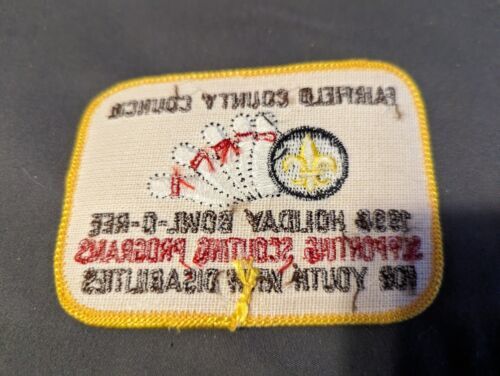 FAIRFIELD COUNTY COUNCIL
1998 HOLIDAY BOWL-O-REE
SUPPORTING SCOUTING PROGRAMS
FOR YOUTH WITH DISABILITIES